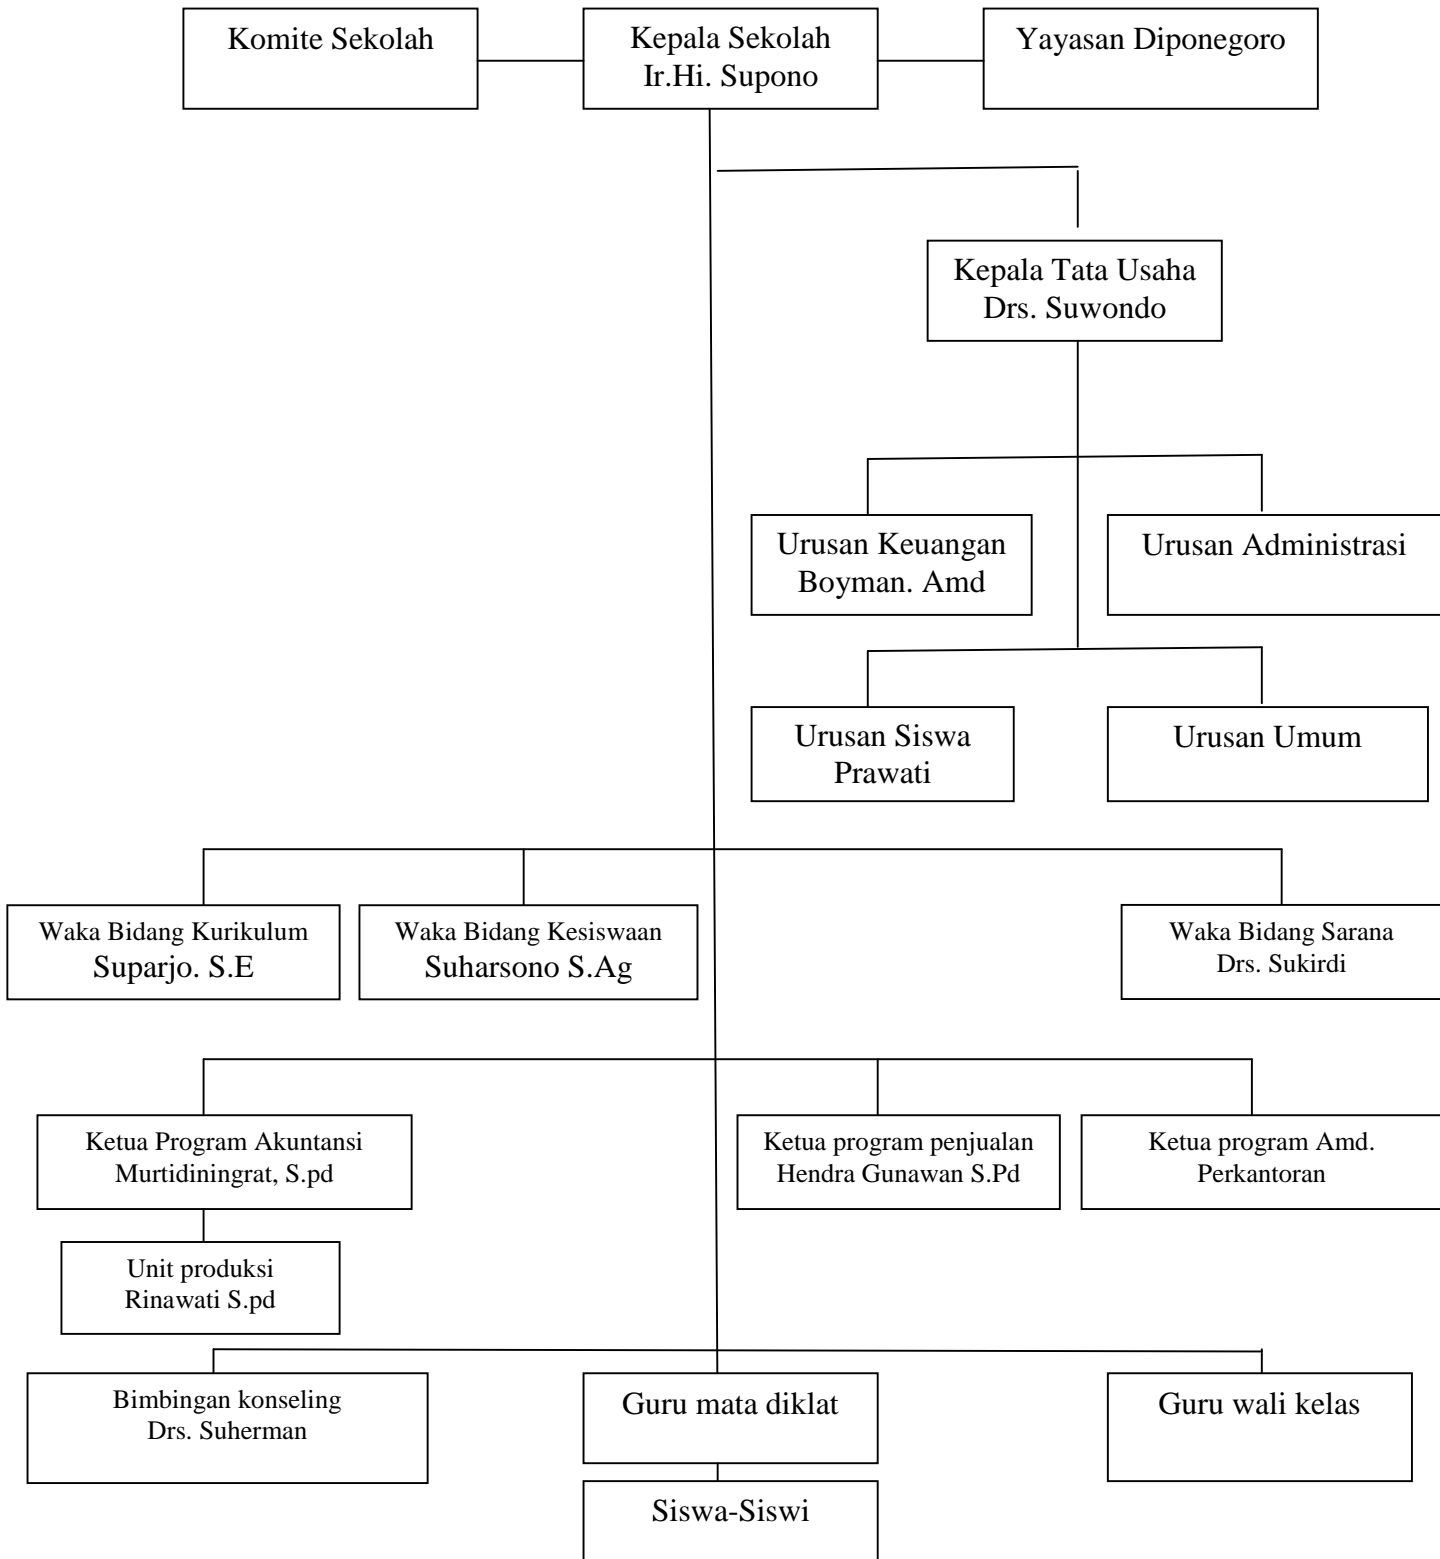 Komite Sekolah
Kepala Sekolah
Ir.Hi. Supono
Yayasan Diponegoro
Kepala Tata Usaha
Drs. Suwondo
Urusan Keuangan
Boyman. Amd
Urusan Administrasi
Urusan Siswa
Prawati
Urusan Umum
Waka Bidang Kurikulum
Suparjo. S.E
Waka Bidang Kesiswaan
Suharsono S.Ag
Waka Bidang Sarana
Drs. Sukirdi
Ketua Program Akuntansi
Murtidiningrat, S.pd
Ketua program penjualan
Hendra Gunawan S.Pd
Ketua program Amd.
Perkantoran
Unit produksi
Rinawati S.pd
Bimbingan konseling
Drs. Suherman
Guru mata diklat
Guru wali kelas
Siswa-Siswi